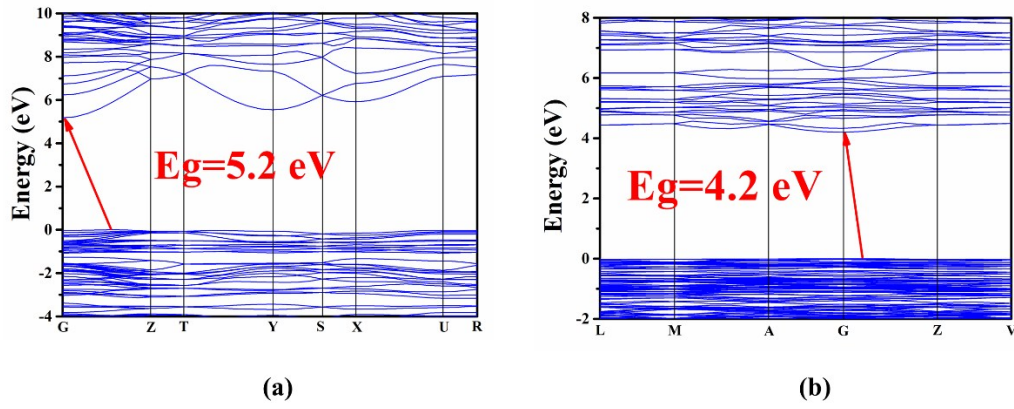 10
8
6
4
2
0
-2
-4
Energy (eV)
Eg=5.2 eV
G Z T Y S X U R
(a)
8
6
4
2
0
-2
Energy (eV)
Eg=4.2 eV
L M A G Z V
(b)